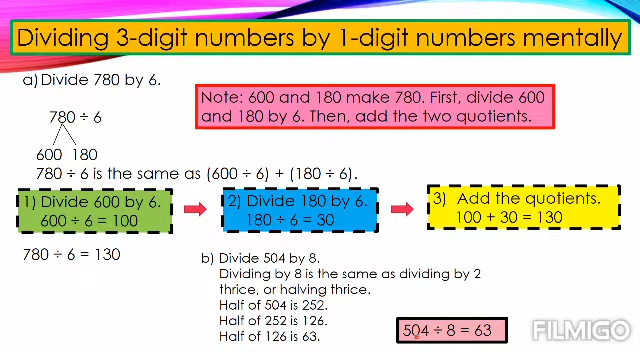 Dividing 3-digit numbers by 1-digit numbers mentally
a) Divide 780 by 6.
780 ÷ 6
600 180
780 ÷ 6 is the same as (600 ÷ 6) + (180 ÷ 6).
Note: 600 and 180 make 780. First, divide 600
and 180 by 6. Then, add the two quotients.
1) Divide 600 by 6.
600 ÷ 6 = 100
2) Divide 180 by 6.
180 ÷ 6 = 30
3) Add the quotients.
100 + 30 = 130
780 ÷ 6 = 130
b) Divide 504 by 8.
Dividing by 8 is the same as dividing by 2
thrice, or halving thrice.
Half of 504 is 252.
Half of 252 is 126.
Half of 126 is 63.
504 ÷ 8 = 63
FILMIGO